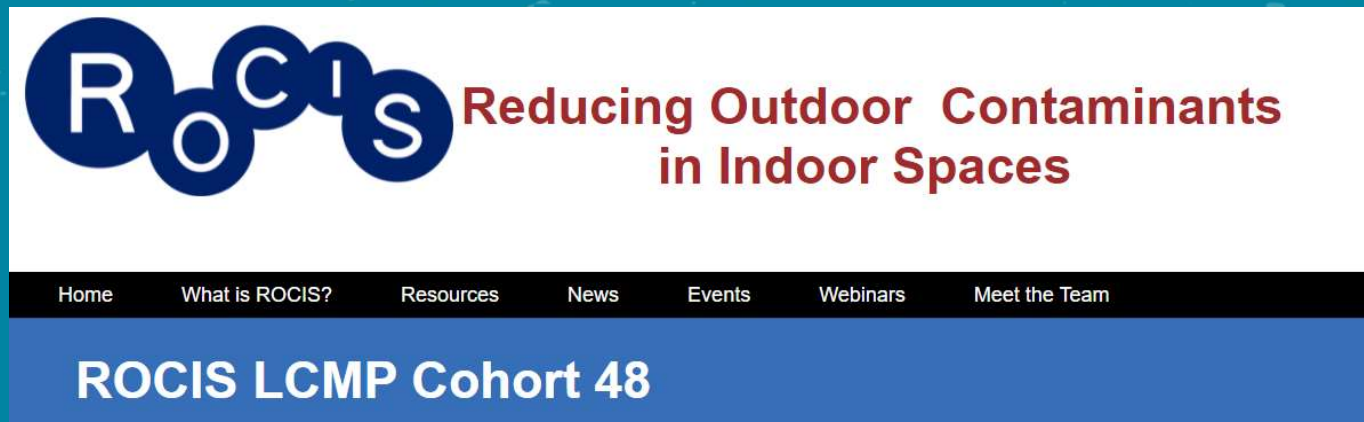 ROCIS
Reducing Outdoor Contaminants
in Indoor Spaces
Home What is ROCIS? Resources News Events Webinars Meet the Team
ROCIS LCMP Cohort 48